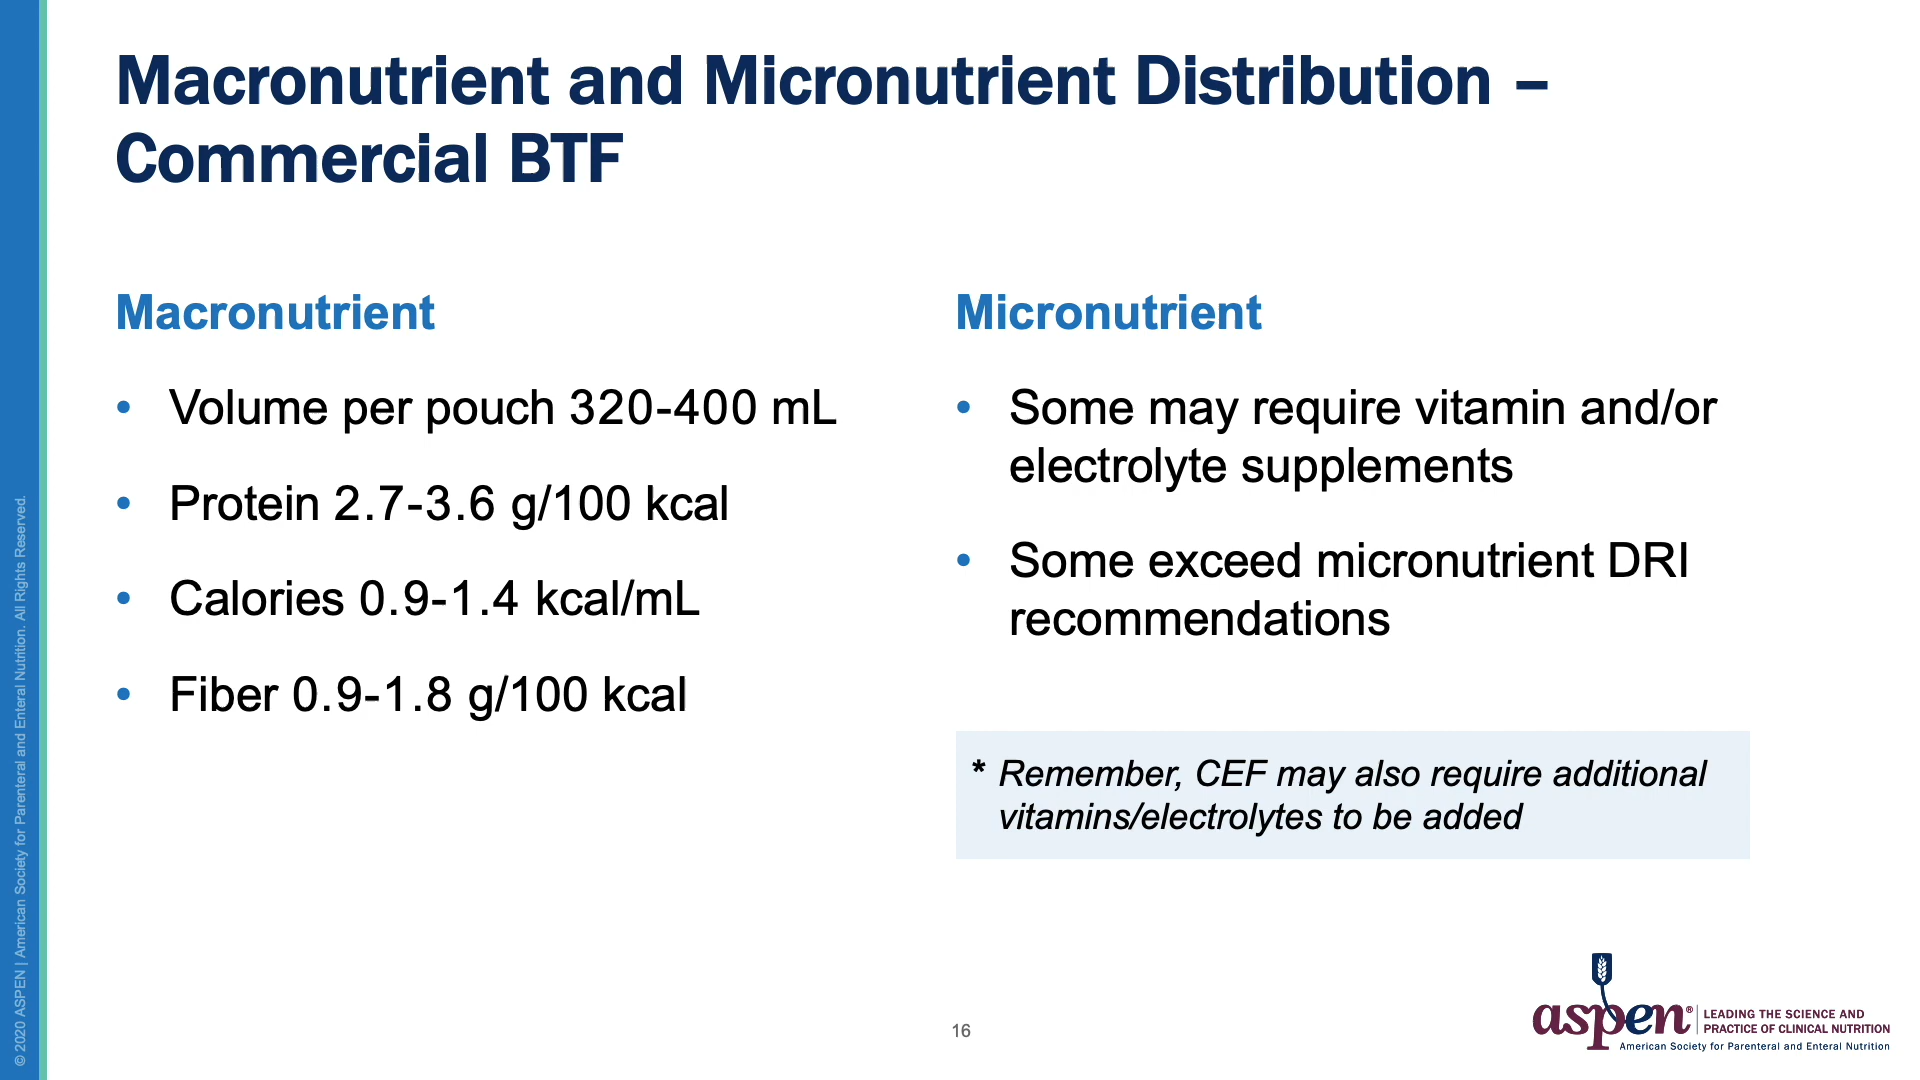 Macronutrient and Micronutrient Distribution –
Commercial BTF
Macronutrient
• Volume per pouch 320-400 mL
• Protein 2.7-3.6 g/100 kcal
• Calories 0.9-1.4 kcal/mL
• Fiber 0.9-1.8 g/100 kcal
Micronutrient
• Some may require vitamin and/or
electrolyte supplements
• Some exceed micronutrient DRI
recommendations
* Remember, CEF may also require additional
vitamins/electrolytes to be added
© 2020 ASPEN | American Society for Parenteral and Enteral Nutrition. All Rights Reserved.
16
aspen®
LEADING THE SCIENCE AND
PRACTICE OF CLINICAL NUTRITION
American Society for Parenteral and Enteral Nutrition